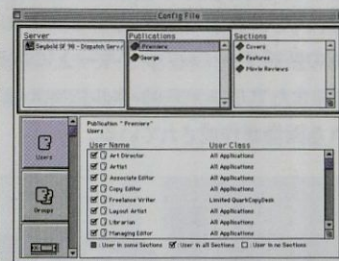 Config File
Server
Seybold SF 98 - Dispatch Serv
Publications
Premiere
George
Sections
Covers
Features
Movie Reviews
Users
Groups
Publication "Premiere"
Users
User Name User Class
Art Director All Applications
Artist All Applications
Associate Editor All Applications
Copy Editor All Applications
Freelance Writer Limited QuarkCopyDesk
Layout Artist All Applications
Librarian All Applications
Managing Editor All Applications
: User in some Sections : User in all Sections : User in no Sections